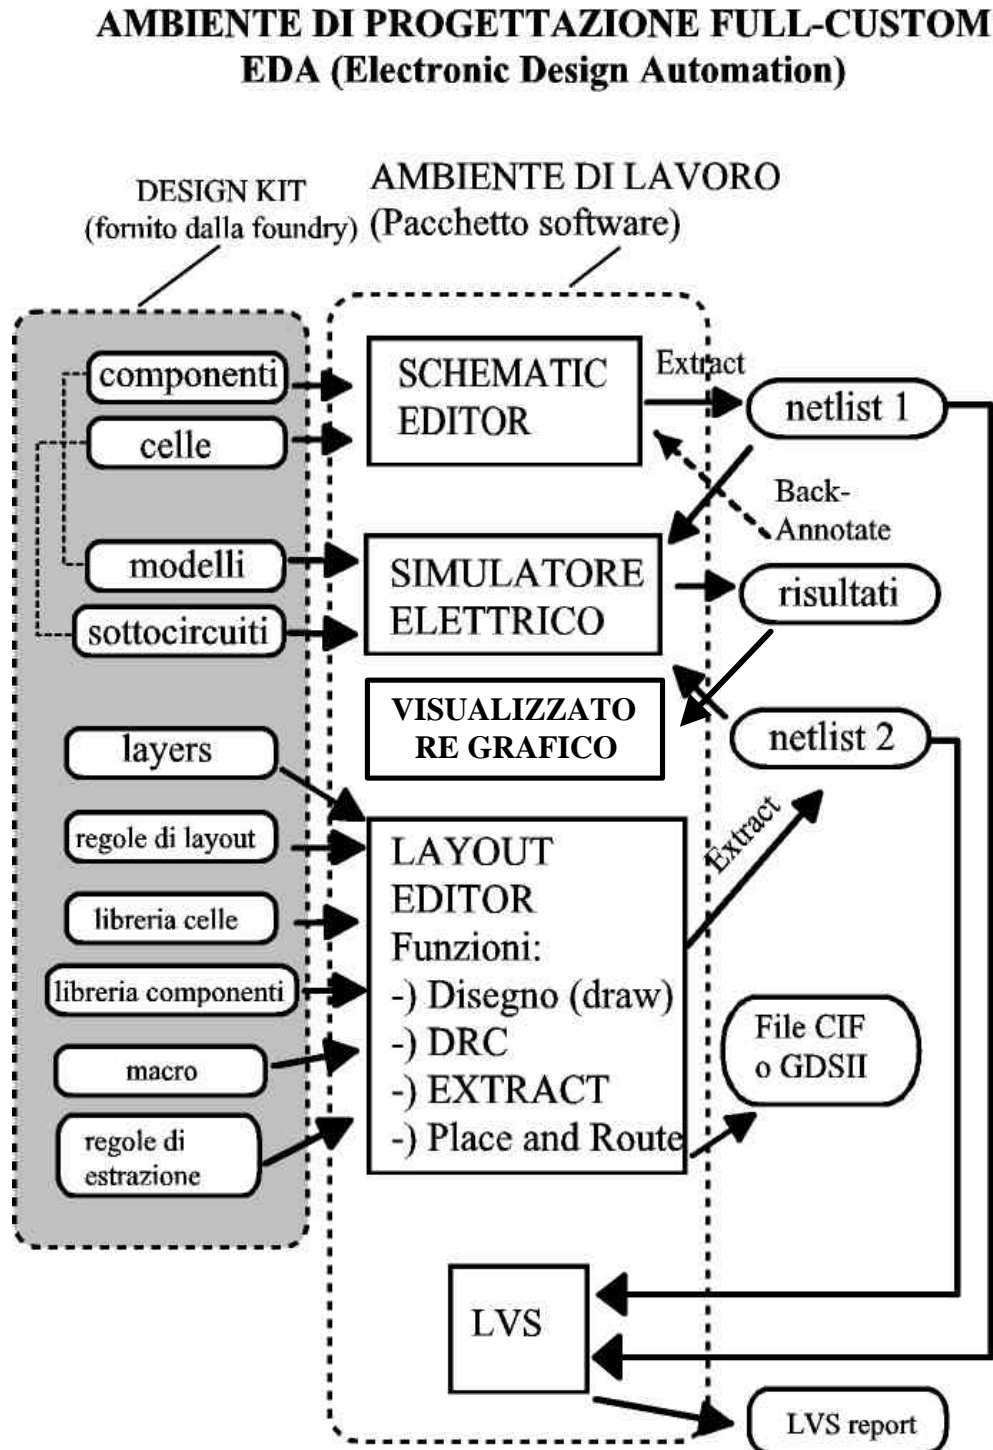 AMBIENTE DI PROGETTAZIONE FULL-CUSTOM
EDA (Electronic Design Automation)
DESIGN KIT
(fornito dalla foundry)
AMBIENTE DI LAVORO
(Pacchetto software)
componenti
celle
modelli
sottocircuiti
layers
regole di layout
libreria celle
libreria componenti
macro
regole di
estrazione
SCHEMATIC
EDITOR
SIMULATORE
ELETTRICO
VISUALIZZATO
RE GRAFICO
LAYOUT
EDITOR
Funzioni:
-) Disegno (draw)
-) DRC
-) EXTRACT
-) Place and Route
LVS
Extract
netlist 1
Back-
Annotate
risultati
netlist 2
Extract
File CIF
o GDSII
LVS report